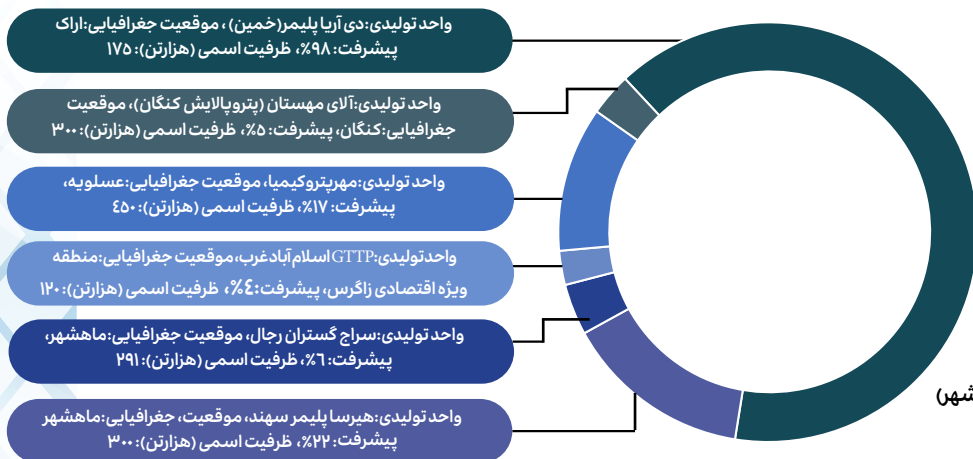 واحد تولیدی:دی آریا پلیمر(خمین) ، موقعیت جغرافیایی:اراک
پیشرفت: ۹۸٪، ظرفیت اسمی (هزارتن): ۱۷۵
واحد تولیدی:آلای مهستان (پتروپالایش کنگان)، موقعیت
جغرافیایی:کنگان، پیشرفت: ۵٪، ظرفیت اسمی (هزارتن): ۳۰۰
واحد تولیدی:مهرپتروکیمیا، موقعیت جغرافیایی:عسلویه،
پیشرفت: ۱۷٪، ظرفیت اسمی (هزارتن): ٤٥٠
واحدتولیدی:GTTP اسلام‌آبادغرب، موقعیت جغرافیایی:منطقه
ویژه اقتصادی زاگرس، پیشرفت:٤٪، ظرفیت اسمی (هزارتن): ۱۲۰
واحد تولیدی:سراج گستران رجال، موقعیت جغرافیایی:ماهشهر،
پیشرفت: ٦٪، ظرفیت اسمی (هزارتن): ۲۹۱
واحد تولیدی:هیرسا پلیمر سهند، موقعیت، جغرافیایی:ماهشهر
پیشرفت: ۲۲٪، ظرفیت اسمی (هزارتن): ۳۰۰